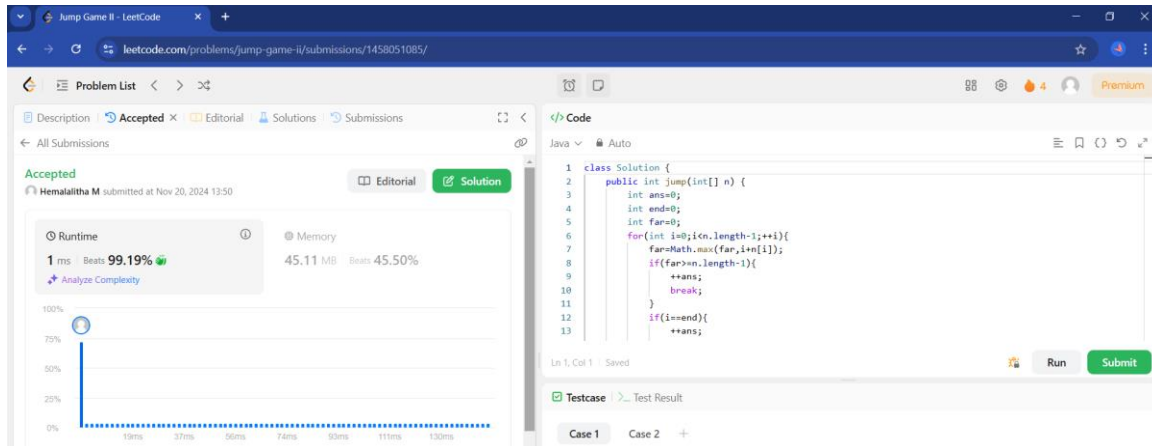 Jump Game II - LeetCode
leetcode.com/problems/jump-game-ii/submissions/1458051085/
Problem List
4
Premium
Description
Accepted
Editorial
Solutions
Submissions
All Submissions
Accepted
Hemalalitha M submitted at Nov 20, 2024 13:50
Editorial
Solution
Runtime
1 ms Beats 99.19%
Analyze Complexity
Memory
45.11 MB Beats 45.50%
100%
75%
50%
25%
0%
19ms 37ms 56ms 74ms 93ms 111ms 130ms
</> Code
Java Auto
1 class Solution {
2 public int jump(int[] n) {
3 int ans=0;
4 int end=0;
5 int far=0;
6 for(int i=0;i<n.length-1;++i){
7 far=Math.max(far,i+n[i]);
8 if(far>=n.length-1){
9 ++ans;
10 break;
11 }
12 if(i==end){
13 ++ans;
Ln 1, Col 1 Saved
Run
Submit
Testcase
>_ Test Result
Case 1 Case 2 +